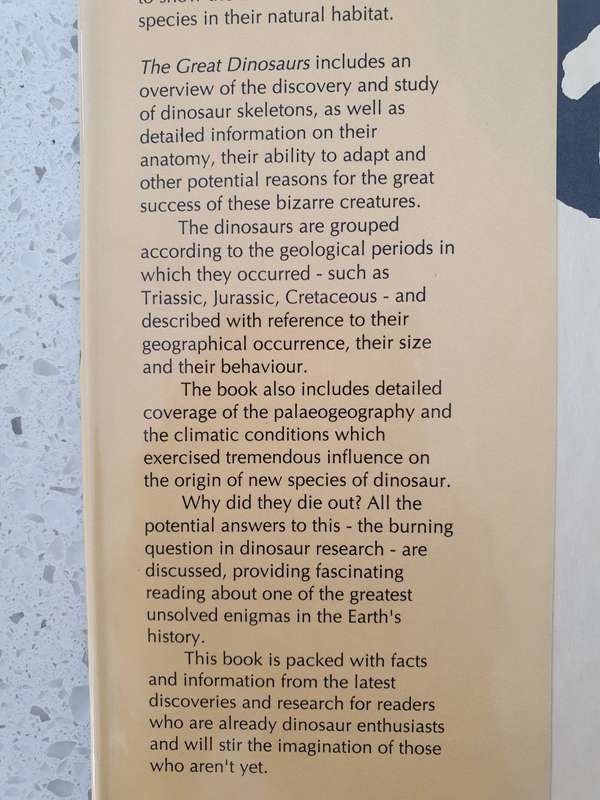 species in their natural habitat.
The Great Dinosaurs includes an
overview of the discovery and study
of dinosaur skeletons, as well as
detailed information on their
anatomy, their ability to adapt and
other potential reasons for the great
success of these bizarre creatures.
The dinosaurs are grouped
according to the geological periods in
which they occurred - such as
Triassic, Jurassic, Cretaceous - and
described with reference to their
geographical occurrence, their size
and their behaviour.
The book also includes detailed
coverage of the palaeogeography and
the climatic conditions which
exercised tremendous influence on
the origin of new species of dinosaur.
Why did they die out? All the
potential answers to this - the burning
question in dinosaur research - are
discussed, providing fascinating
reading about one of the greatest
unsolved enigmas in the Earth's
history.
This book is packed with facts
and information from the latest
discoveries and research for readers
who are already dinosaur enthusiasts
and will stir the imagination of those
who aren't yet.